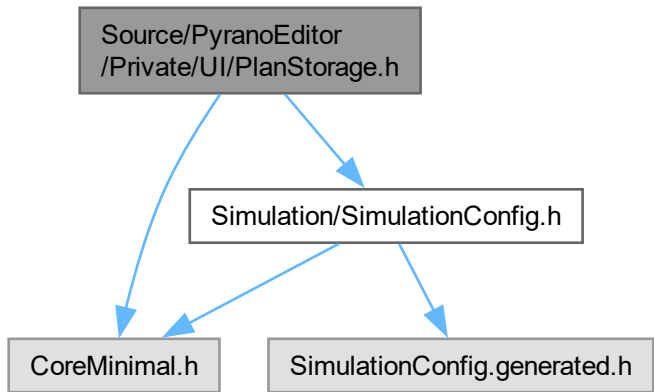 Source/PyranoEditor
/Private/UI/PlanStorage.h
Simulation/SimulationConfig.h
CoreMinimal.h
SimulationConfig.generated.h